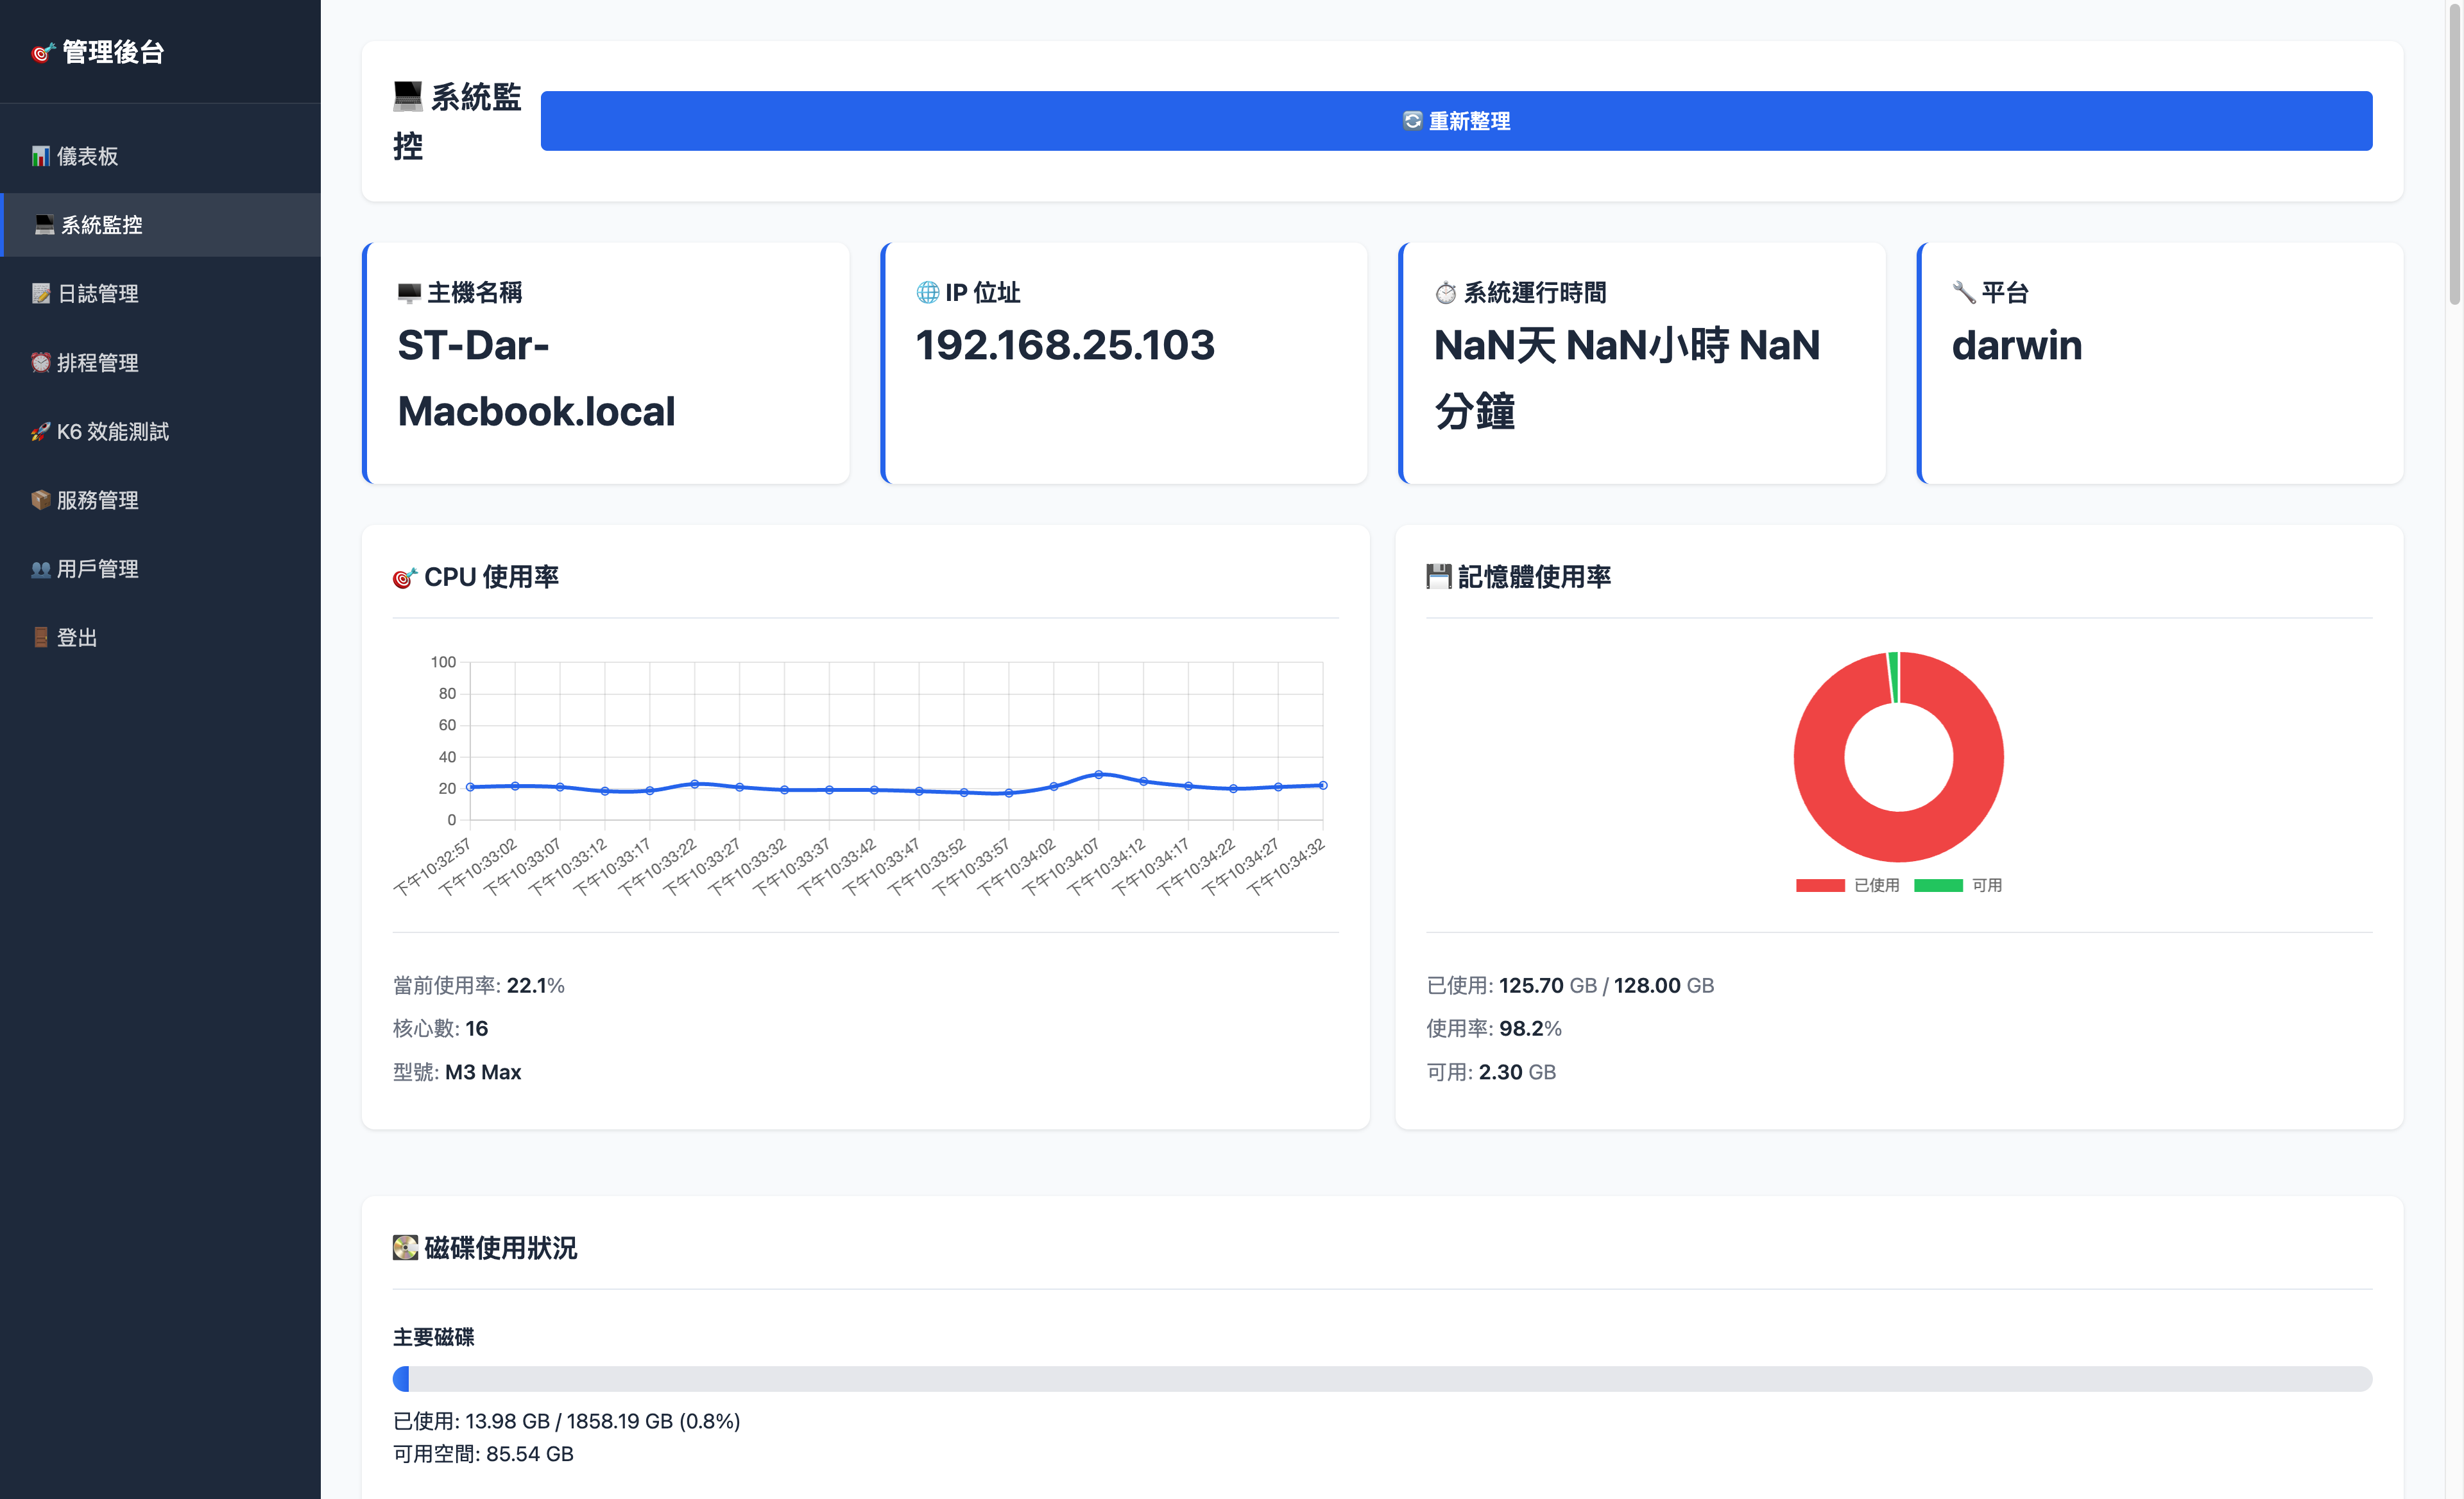 🎯 管理後台
📊 儀表板
💻 系統監控
📝 日誌管理
⏰ 排程管理
🚀 K6 效能測試
📦 服務管理
👥 用戶管理
🚪 登出
💻 系統監
控
🔄 重新整理
🖥️ 主機名稱
ST-Dar-
Macbook.local
🌐 IP 位址
192.168.25.103
⏱️ 系統運行時間
NaN天 NaN小時 NaN
分鐘
🔧 平台
darwin
🎯 CPU 使用率
100
80
60
40
20
0
下午10:32:57
下午10:33:02
下午10:33:07
下午10:33:12
下午10:33:17
下午10:33:22
下午10:33:27
下午10:33:32
下午10:33:37
下午10:33:42
下午10:33:47
下午10:33:52
下午10:33:57
下午10:34:02
下午10:34:07
下午10:34:12
下午10:34:17
下午10:34:22
下午10:34:27
下午10:34:32
當前使用率: 22.1%
核心數: 16
型號: M3 Max
💾 記憶體使用率
已使用 可用
已使用: 125.70 GB / 128.00 GB
使用率: 98.2%
可用: 2.30 GB
💽 磁碟使用狀況
主要磁碟
已使用: 13.98 GB / 1858.19 GB (0.8%)
可用空間: 85.54 GB